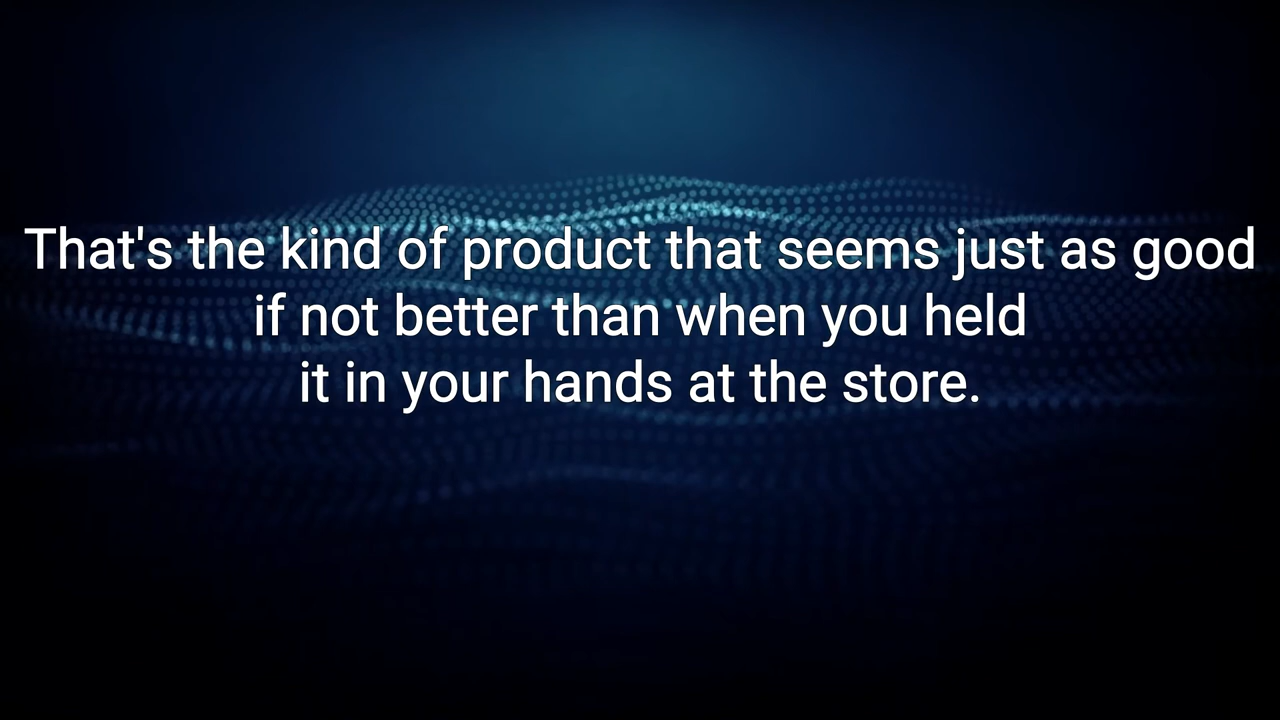 That's the kind of product that seems just as good
if not better than when you held
it in your hands at the store.